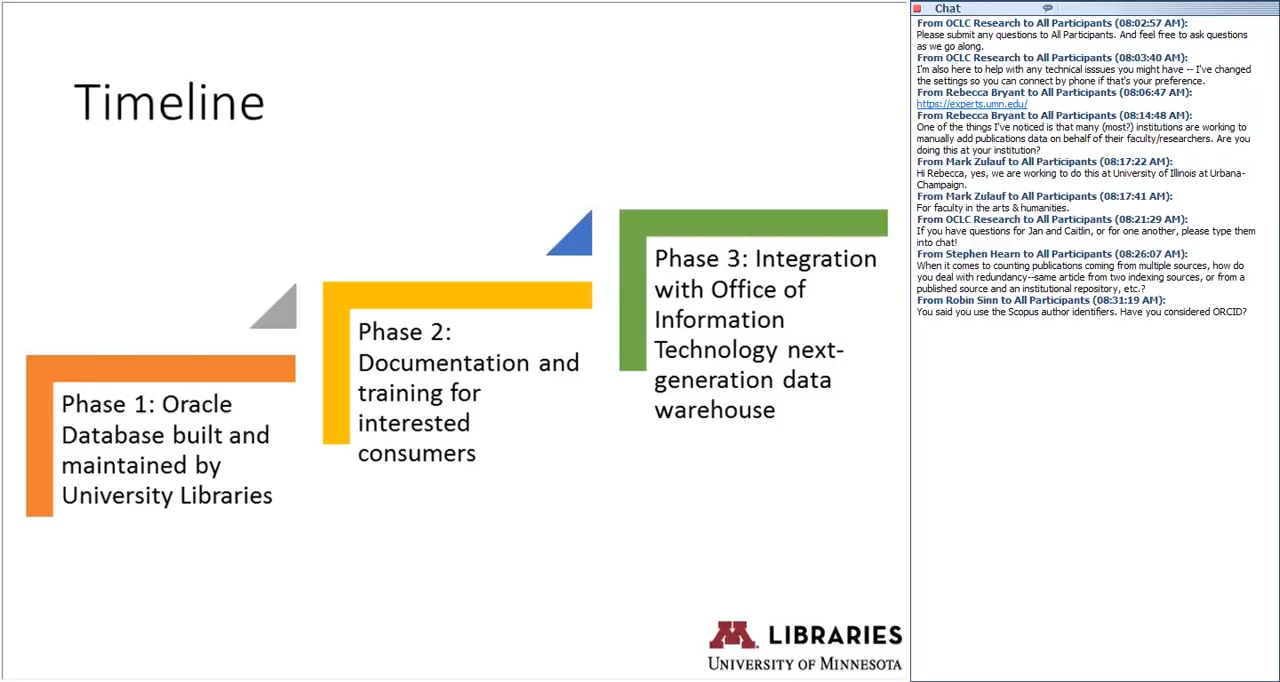 Timeline
Phase 1: Oracle
Database built and
maintained by
University Libraries
Phase 2:
Documentation and
training for
interested
consumers
Phase 3: Integration
with Office of
Information
Technology next-
generation data
warehouse
M LIBRARIES
UNIVERSITY OF MINNESOTA
Chat
From OCLC Research to All Participants (08:02:57 AM):
Please submit any questions to All Participants. And feel free to ask questions
as we go along.
From OCLC Research to All Participants (08:03:40 AM):
I'm also here to help with any technical isssues you might have -- I've changed
the settings so you can connect by phone if that's your preference.
From Rebecca Bryant to All Participants (08:06:47 AM):
https://experts.umn.edu/
From Rebecca Bryant to All Participants (08:14:48 AM):
One of the things I've noticed is that many (most?) institutions are working to
manually add publications data on behalf of their faculty/researchers. Are you
doing this at your institution?
From Mark Zulauf to All Participants (08:17:22 AM):
Hi Rebecca, yes, we are working to do this at University of Illinois at Urbana-
Champaign.
From Mark Zulauf to All Participants (08:17:41 AM):
For faculty in the arts & humanities.
From OCLC Research to All Participants (08:21:29 AM):
If you have questions for Jan and Caitlin, or for one another, please type them
into chat!
From Stephen Hearn to All Participants (08:26:07 AM):
When it comes to counting publications coming from multiple sources, how do
you deal with redundancy--same article from two indexing sources, or from a
published source and an institutional repository, etc.?
From Robin Sinn to All Participants (08:31:19 AM):
You said you use the Scopus author identifiers. Have you considered ORCID?